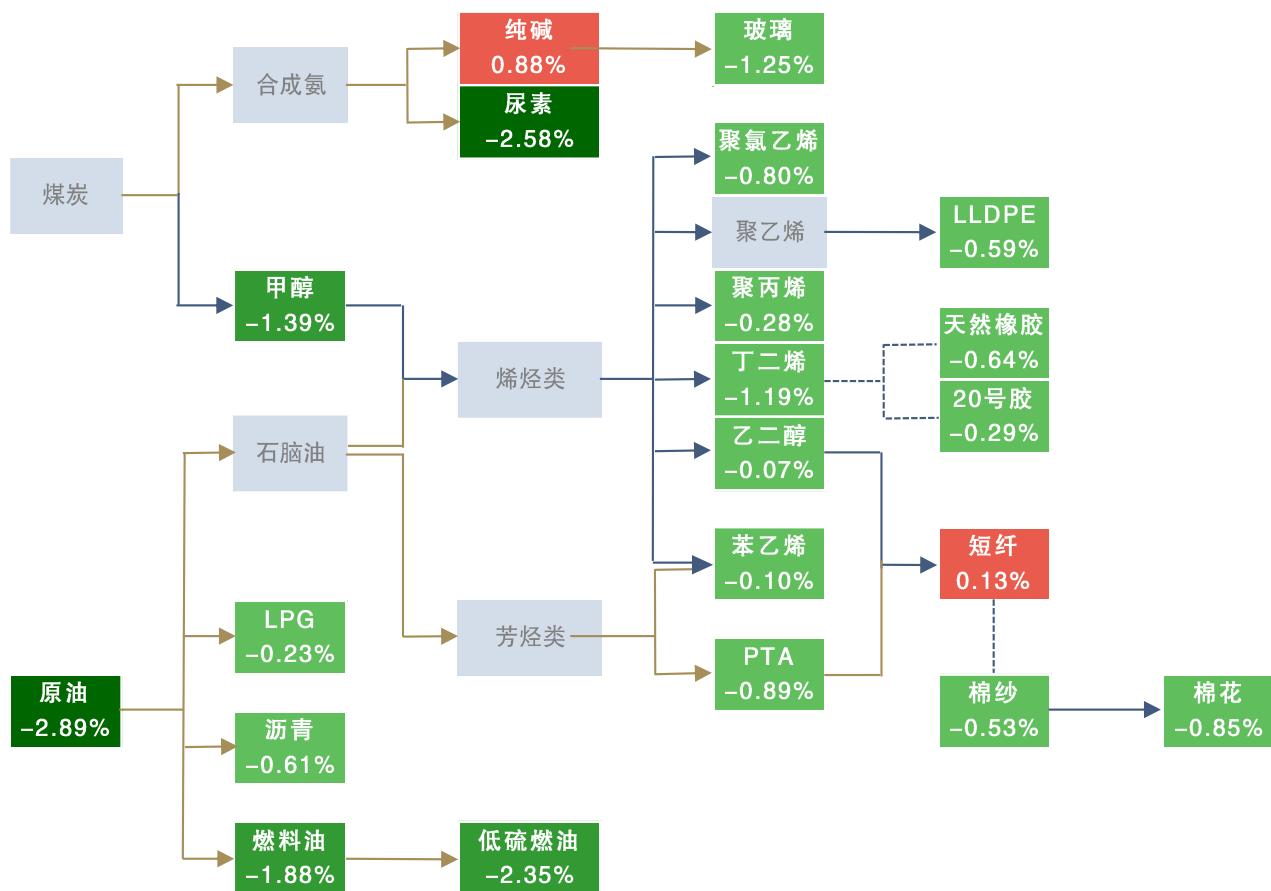 纯碱
0.88%
玻璃
-1.25%
合成氨
尿素
-2.58%
煤炭
聚氯乙烯
-0.80%
聚乙烯
LLDPE
-0.59%
甲醇
-1.39%
聚丙烯
-0.28%
天然橡胶
-0.64%
烯烃类
丁二烯
-1.19%
20号胶
-0.29%
石脑油
乙二醇
-0.07%
苯乙烯
-0.10%
短纤
0.13%
LPG
-0.23%
芳烃类
PTA
-0.89%
原油
-2.89%
棉纱
-0.53%
棉花
-0.85%
沥青
-0.61%
燃料油
-1.88%
低硫燃油
-2.35%